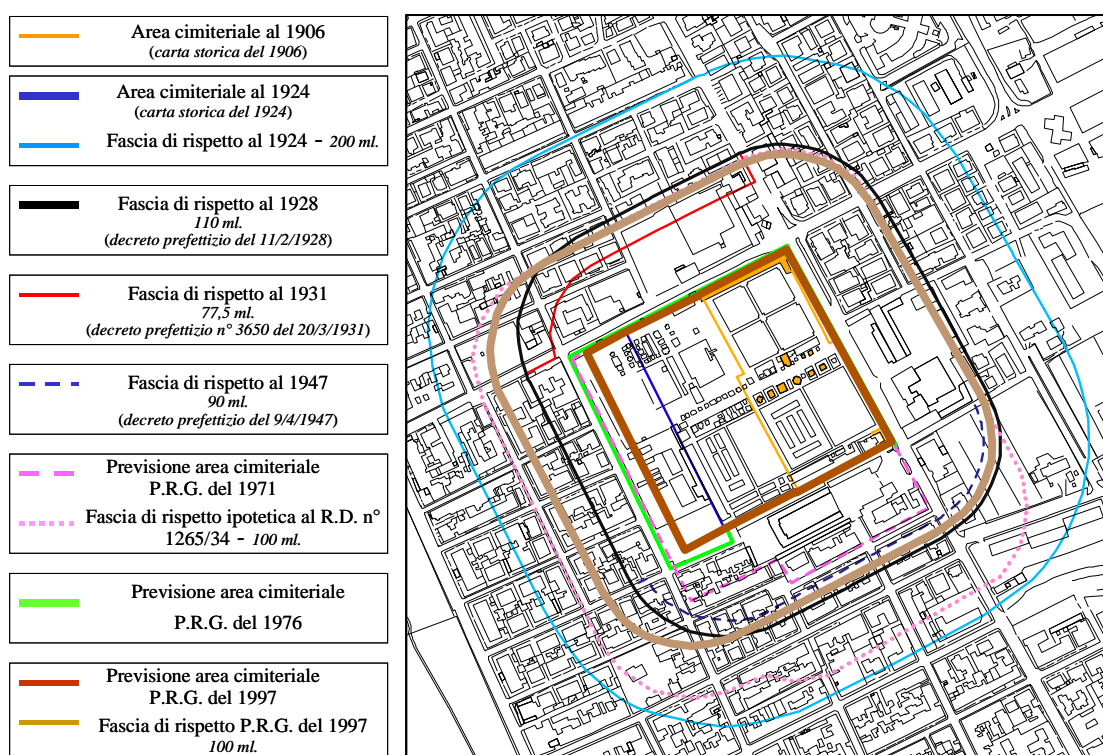 Area cimiteriale al 1906
(carta storica del 1906)
Area cimiteriale al 1924
(carta storica del 1924)
Fascia di rispetto al 1924 - 200 ml.
Fascia di rispetto al 1928
110 ml.
(decreto prefettizio del 11/2/1928)
Fascia di rispetto al 1931
77,5 ml.
(decreto prefettizio n° 3650 del 20/3/1931)
Fascia di rispetto al 1947
90 ml.
(decreto prefettizio del 9/4/1947)
Previsione area cimiteriale
P.R.G. del 1971
Fascia di rispetto ipotetica al R.D. n°
1265/34 - 100 ml.
Previsione area cimiteriale
P.R.G. del 1976
Previsione area cimiteriale
P.R.G. del 1997
Fascia di rispetto P.R.G. del 1997
100 ml.